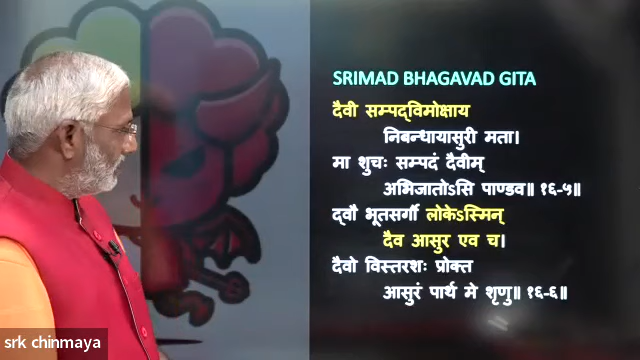 SRIMAD BHAGAVAD GITA
दैवी सम्पद्‌विमोक्षाय
निबन्धायासुरी मता।
मा शुचः सम्पदं दैवीम्
अभिजातोऽसि पाण्डव॥ १६-५॥
द्‌वौ भूतसर्गौ लोकेऽस्मिन्
दैव आसुर एव च।
दैवो विस्तरशः प्रोक्त
आसुरं पार्थ मे शृणु॥ १६-६॥
srk chinmaya